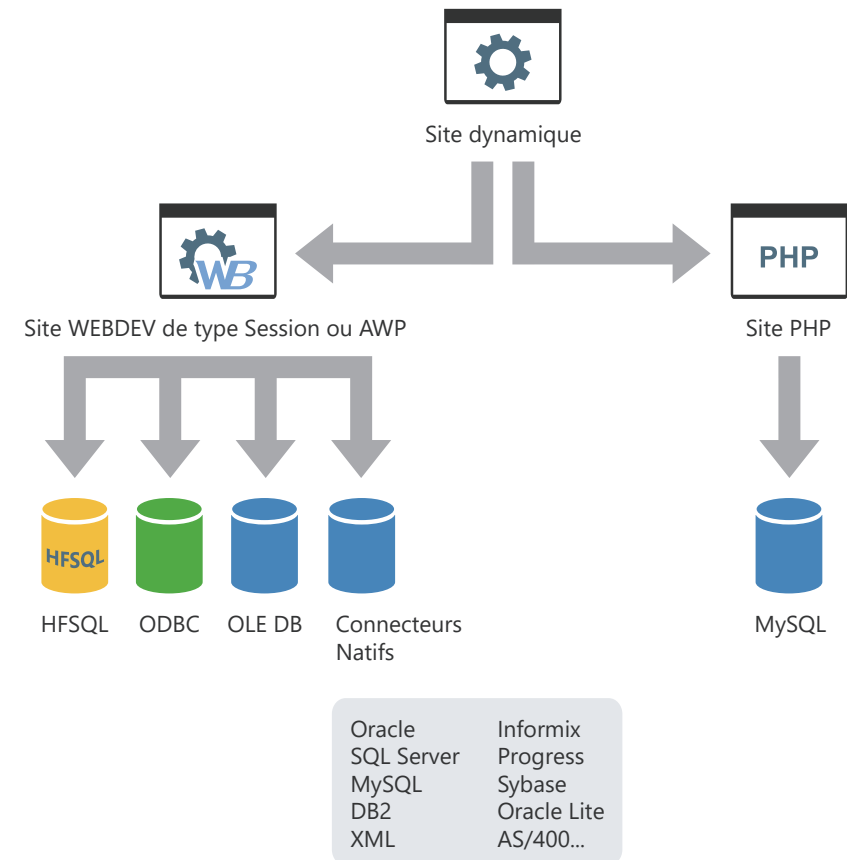 Site dynamique
WB
PHP
Site WEBDEV de type Session ou AWP
Site PHP
HFSQL
HFSQL
ODBC
OLE DB
Connecteurs
Natifs
MySQL
Oracle
SQL Server
MySQL
DB2
XML
Informix
Progress
Sybase
Oracle Lite
AS/400...